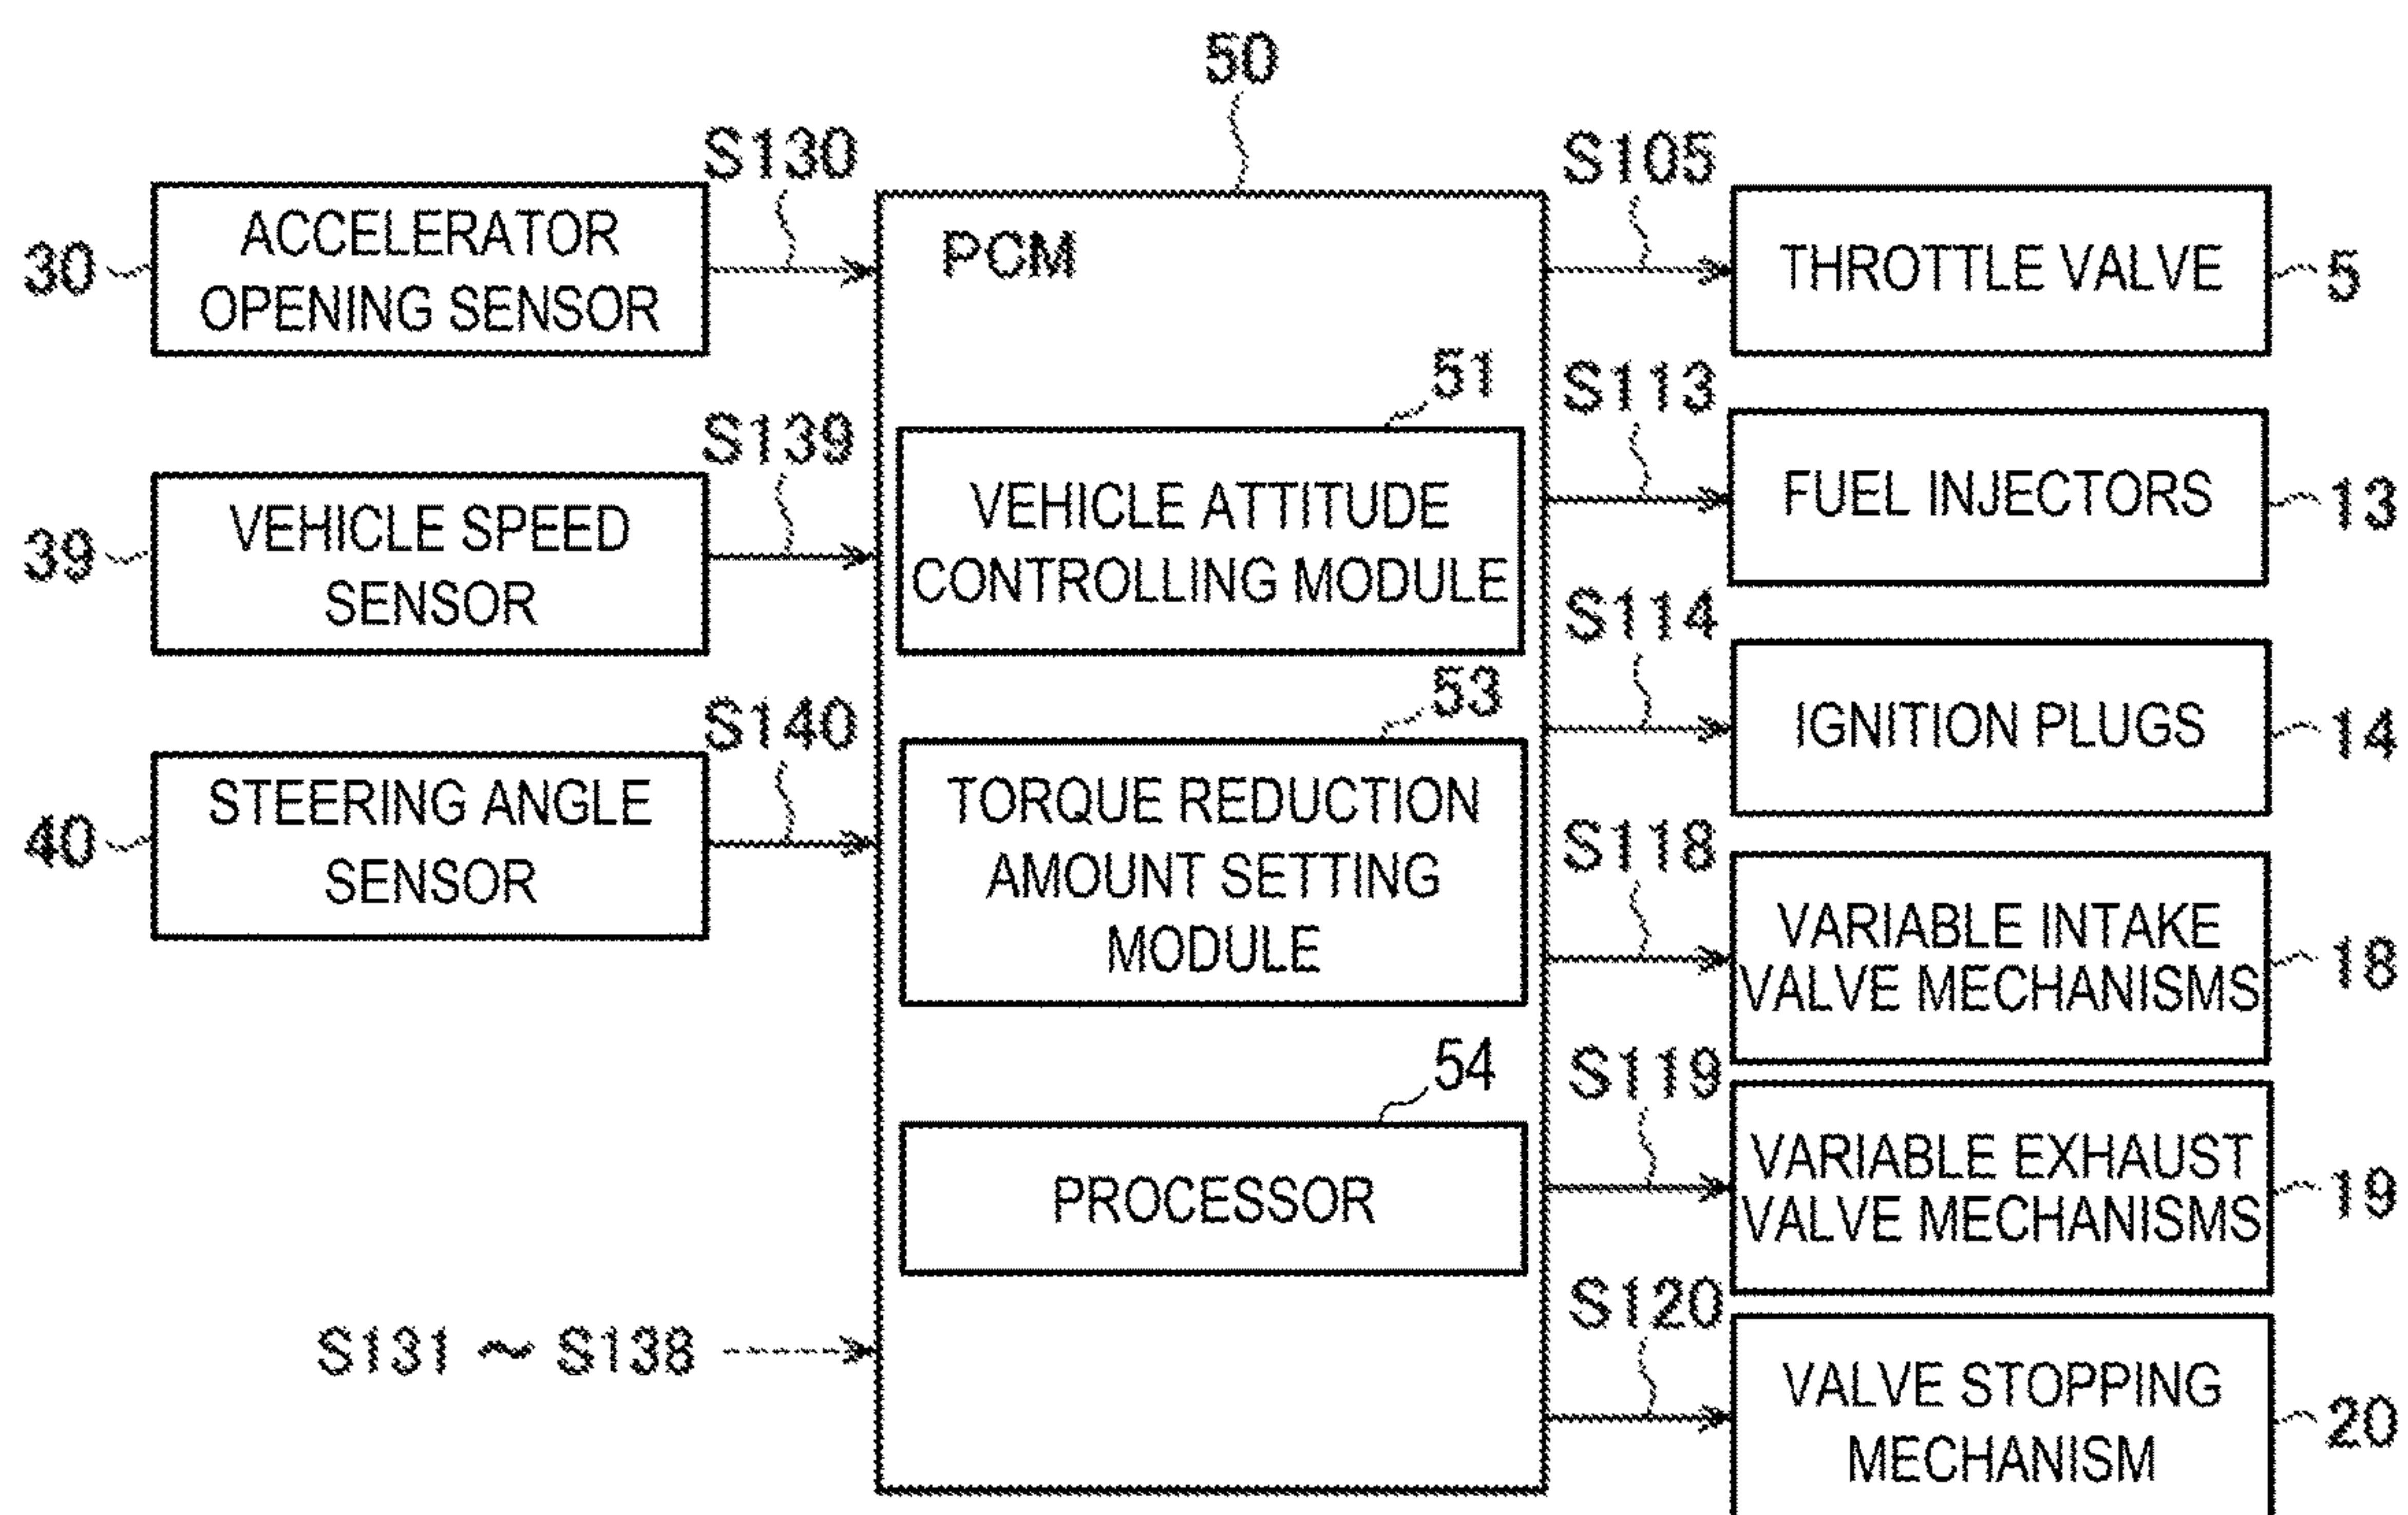 50
S130
S105
30
ACCELERATOR
OPENING SENSOR
PCM
THROTTLE VALVE
5
51
S113
S139
39
VEHICLE SPEED
SENSOR
VEHICLE ATTITUDE
CONTROLLING MODULE
FUEL INJECTORS
13
S114
53
S140
40
STEERING ANGLE
SENSOR
TORQUE REDUCTION
AMOUNT SETTING
MODULE
IGNITION PLUGS
14
S118
VARIABLE INTAKE
VALVE MECHANISMS
18
54
S119
PROCESSOR
VARIABLE EXHAUST
VALVE MECHANISMS
19
S120
S131 ~ S138
VALVE STOPPING
MECHANISM
20